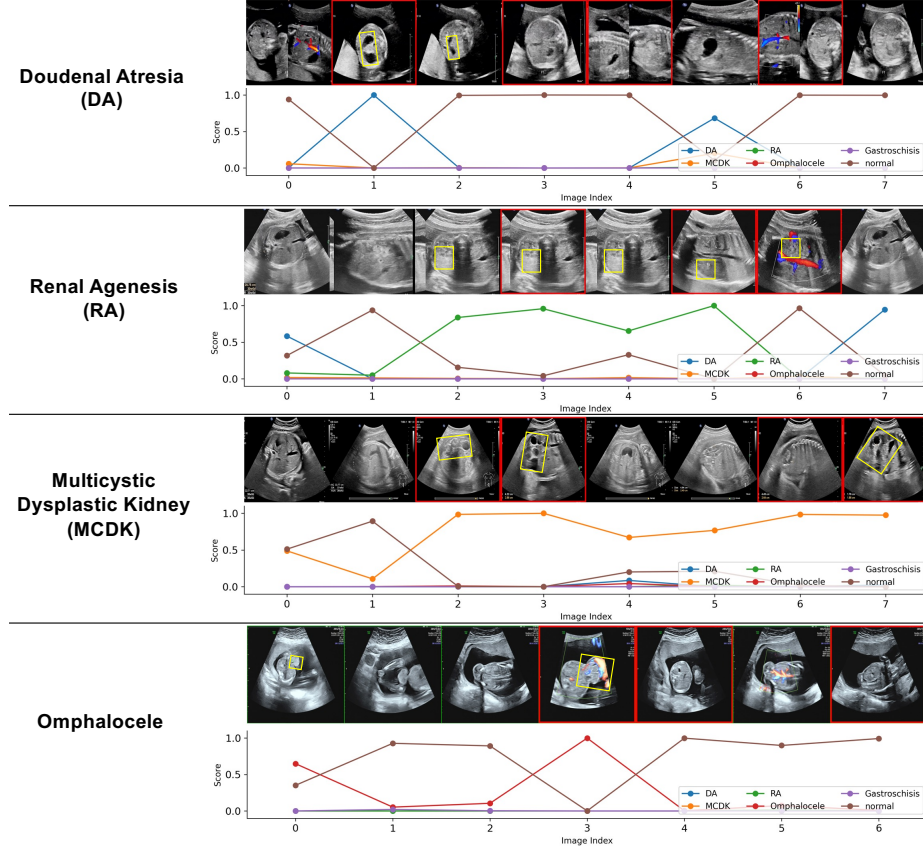 Doudenal Atresia
(DA)
1.0
0.5
0.0
Score
DA
RA
Gastroschisis
MCDK
Omphalocele
normal
0 1 2 3 4 5 6 7
Image Index
Renal Agenesis
(RA)
1.0
0.5
0.0
Score
DA
RA
Gastroschisis
MCDK
Omphalocele
normal
0 1 2 3 4 5 6 7
Image Index
Multicystic
Dysplastic Kidney
(MCDK)
1.0
0.5
0.0
Score
DA
RA
Gastroschisis
MCDK
Omphalocele
normal
0 1 2 3 4 5 6 7
Image Index
Omphalocele
1.0
0.5
0.0
Score
DA
RA
Gastroschisis
MCDK
Omphalocele
normal
0 1 2 3 4 5 6
Image Index